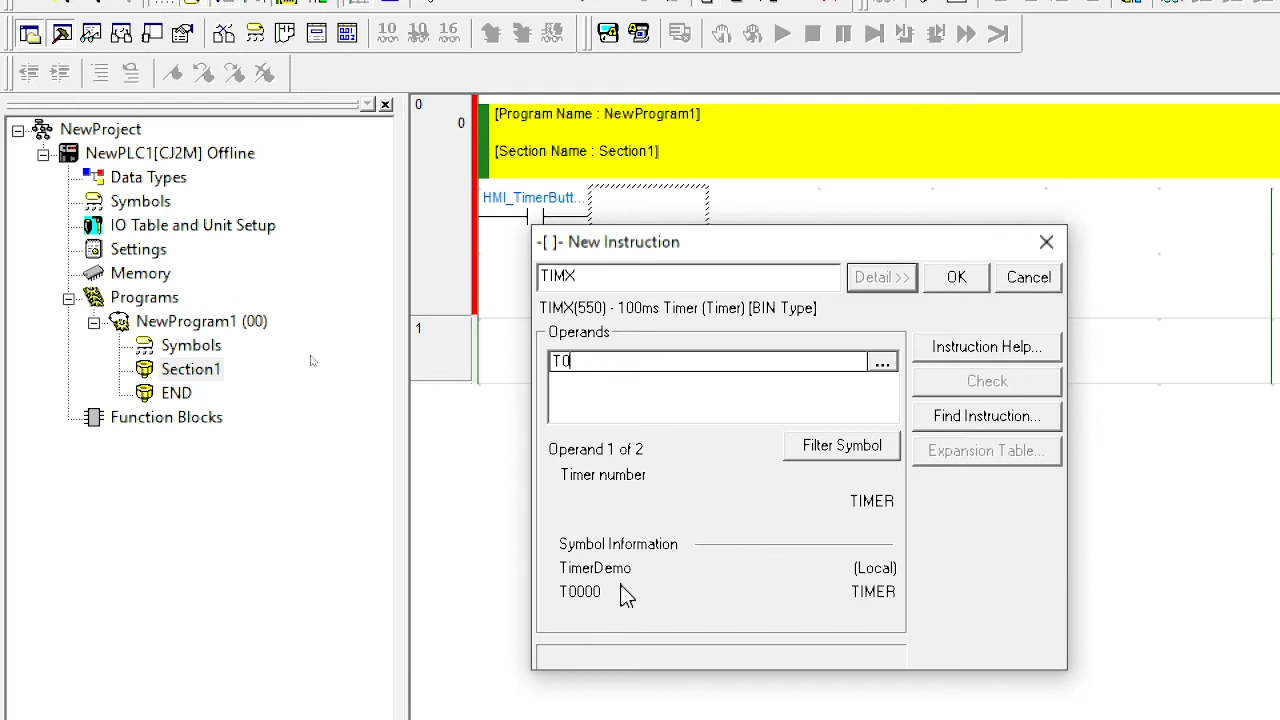 10 10 16
NewProject
NewPLC1[CJ2M] Offline
Data Types
Symbols
IO Table and Unit Setup
Settings
Memory
Programs
NewProgram1 (00)
Symbols
Section1
END
Function Blocks
0
0
[Program Name : NewProgram1]
[Section Name : Section1]
HMI_TimerButt...
1
-[ ]- New Instruction
TIMX
Detail >>
OK
Cancel
TIMX(550) - 100ms Timer (Timer) [BIN Type]
Operands
T0
...
Instruction Help...
Check
Find Instruction...
Expansion Table...
Operand 1 of 2
Filter Symbol
Timer number
TIMER
Symbol Information
TimerDemo (Local)
T0000 TIMER